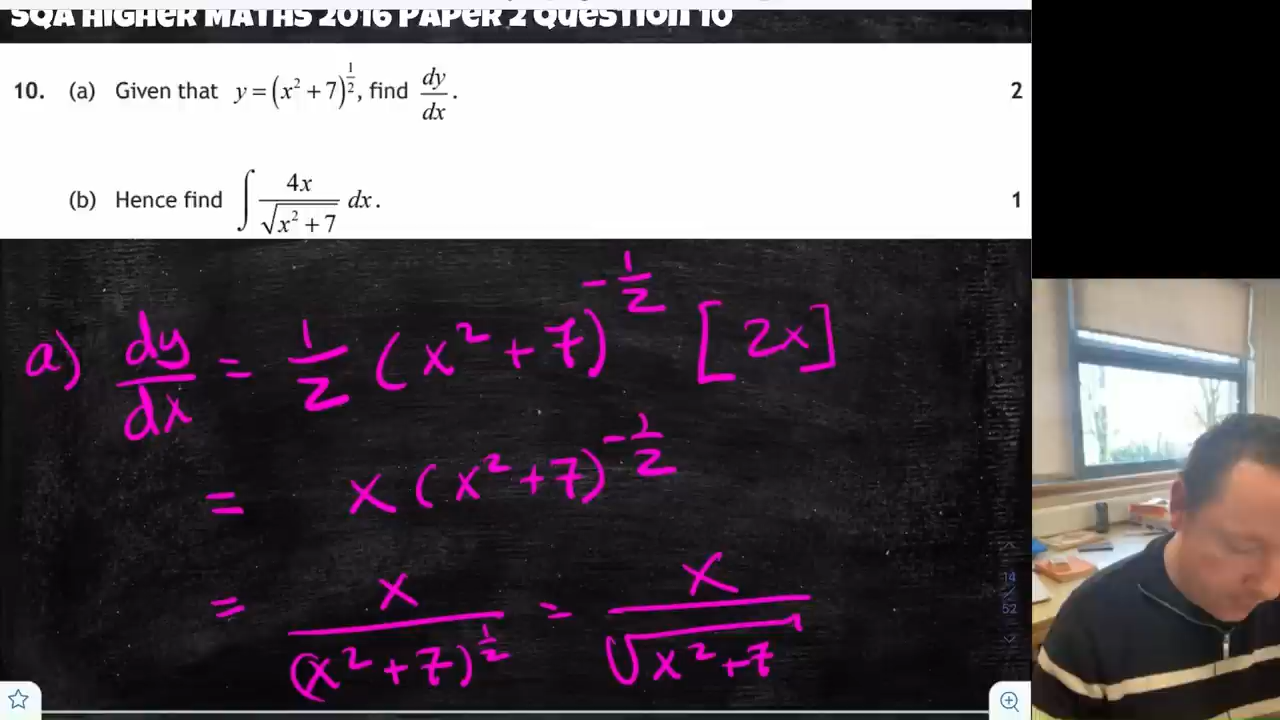 SQA HIGHER MATHS 2016 PAPER 2 QUESTION 10
10. (a) Given that y = (x² + 7)^(1/2), find dy/dx. 2
(b) Hence find ∫ 4x/√(x² + 7) dx. 1
a) dy/dx = 1/2 (x² + 7)^(-1/2) [2x]
= x (x² + 7)^(-1/2)
= x/(x² + 7)^(1/2) = x/√(x² + 7)
14
52